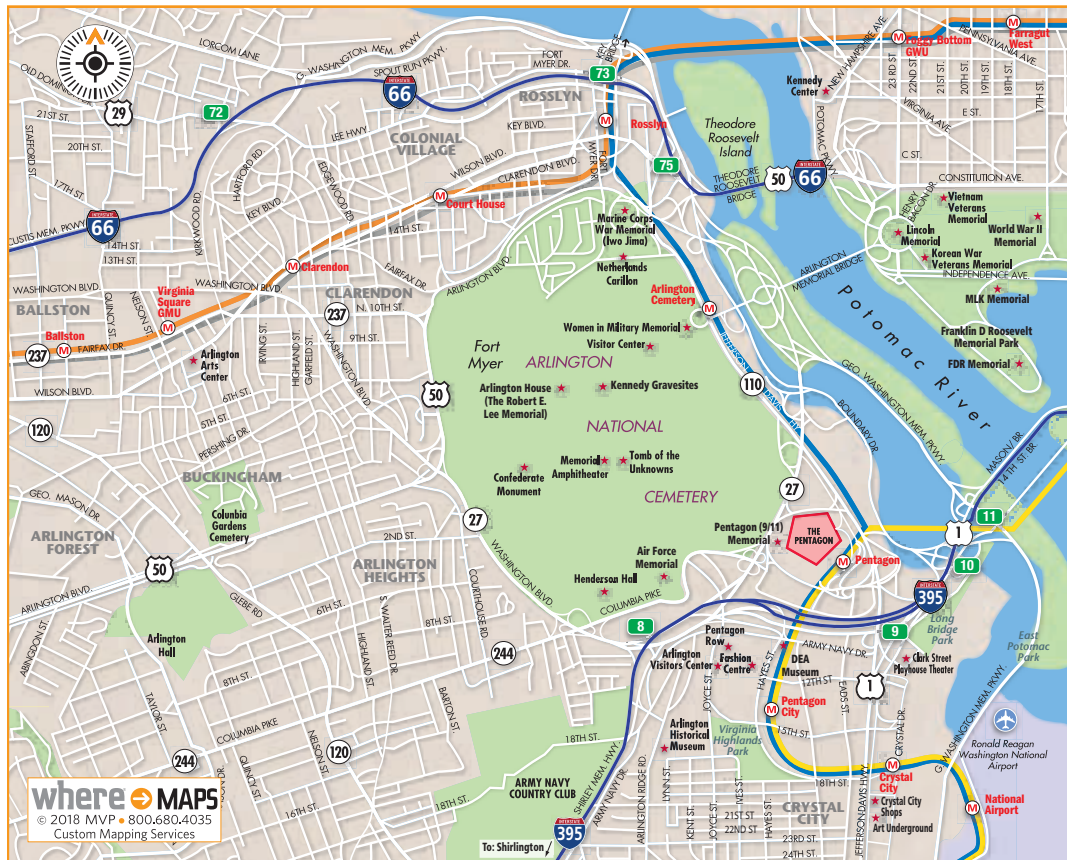 LORCOM LANE
G. WASHINGTON MEM. PKWY
SPOUT RUN PKWY.
FORT
MYER DR.
KEY
BRIDGE
M
Foggy Bottom
GWU
NEW HAMPSHIRE AVE
M
Farragut
West
PENNSYLVANIA AVE.
OLD DOMINION
29
21ST ST.
20TH ST.
STAFFORD ST.
17TH ST.
72
INTERSTATE
66
73
ROSSLYN
KEY BLVD.
M
Rosslyn
LEE HWY
COLONIAL
VILLAGE
WILSON BLVD.
CLARENDON BLVD.
FORT
MYER DR.
Theodore
Roosevelt
Island
75
THEODORE
ROOSEVELT
BRIDGE
50
INTERSTATE
66
Kennedy
Center
POTOMAC PKWY.
23 RD ST
22ND ST.
21ST ST.
20TH ST.
19TH ST.
18TH ST.
17TH ST.
VIRGINIA AVE.
E ST.
C ST.
CONSTITUTION AVE.
HENRY
BACON DR.
Vietnam
Veterans
Memorial
Lincoln
Memorial
World War II
Memorial
Korean War
Veterans Memorial
INDEPENDENCE AVE.
ARLINGTON
MEMORIAL BRIDGE
MLK Memorial
Franklin D Roosevelt
Memorial Park
FDR Memorial
Potomac River
INTERSTATE
66
CUSTIS MEM. PKWY.
14TH ST.
13TH ST.
KIRKWOOD RD.
HARTFORD RD.
KEY BLVD
EDGEWOOD RD.
M
Court House
14TH ST.
FAIRFAX DR.
M
Clarendon
WASHINGTON BLVD.
WASHINGTON BLVD.
BALLSTON
QUINCY ST.
NELSON ST.
Virginia
Square
GMU
M
CLARENDON
237
N. 10TH ST.
9TH ST.
ARLINGTON BLVD.
Marine Corps
War Memorial
(Iwo Jima)
Netherlands
Carillon
Arlington
Cemetery
M
Ballston
M
237
FAIRFAX DR.
WILSON BLVD.
Arlington
Arts
Center
IRVING ST.
HIGHLAND ST.
GARFIELD ST.
WASHINGTON BLVD.
6TH ST.
5TH ST.
PERSHING DR.
120
50
Women in Military Memorial
Visitor Center
Fort
Myer
ARLINGTON
Arlington House
(The Robert E.
Lee Memorial)
Kennedy Gravesites
NATIONAL
Memorial
Amphitheater
Tomb of the
Unknowns
Confederate
Monument
CEMETERY
JEFFERSON DAVIS HY.
110
BOUNDARY DR
GEO. WASHINGTON MEM. PKWY.
MASON/ BR
14TH ST BR
BUCKINGHAM
GEO. MASON DR.
Columbia
Gardens
Cemetery
ARLINGTON
FOREST
50
ARLINGTON BLVD.
27
2ND ST.
ARLINGTON
HEIGHTS
WASHINGTON BLVD.
Pentagon (9/11)
Memorial
27
THE
PENTAGON
M
Pentagon
1
11
10
INTERSTATE
395
Air Force
Memorial
Henderson Hall
COLUMBIA PIKE
8
GLEBE RD
6TH ST.
8TH ST.
S. WALTER REED DR.
HIGHLAND ST.
COURTHOUSE RD.
244
ABINGDON ST.
Arlington
Hall
8TH ST.
BARTON ST.
TAYLOR ST.
COLUMBIA PIKE
NELSON ST.
QUINCY ST.
120
244
16TH ST.
Pentagon
Row
Arlington
Visitors Center
Fashion
Centre
HAYES ST.
DEA
Museum
ARMY NAVY DR.
9
Long
Bridge
Park
East
Potomac
Park
Clark Street
Playhouse Theater
12TH ST
EADS ST.
1
JOYCE ST.
M
Pentagon
City
15TH ST.
CRYSTAL DR.
G. WASHINGTON MEM. PKWY.
Arlington
Historical
Museum
Virginia
Highlands
Park
18TH ST.
SHIRLEY MEM. HWY.
ARMY NAVY DR.
ARLINGTON RIDGE RD.
ARMY NAVY
COUNTRY CLUB
18TH ST.
LYNN ST.
KENT ST.
JOYCE ST.
IVES ST.
HAYES ST.
18TH ST.
M
Crystal
City
Ronald Reagan
Washington National
Airport
M
National
Airport
CRYSTAL
CITY
21ST ST
22ND ST
23RD ST.
24TH ST.
JEFFERSON-DAVIS HWY
Crystal City
Shops
Art Underground
INTERSTATE
395
To: Shirlington
where MAPS
© 2018 MVP • 800.680.4035
Custom Mapping Services